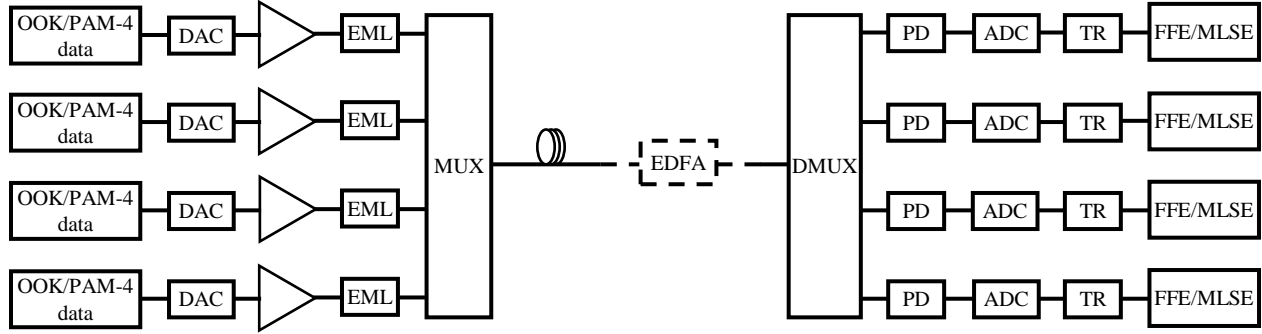 OOK/PAM-4
data
DAC
EML
PD
ADC
TR
FFE/MLSE
OOK/PAM-4
data
DAC
EML
PD
ADC
TR
FFE/MLSE
MUX
EDFA
DMUX
OOK/PAM-4
data
DAC
EML
PD
ADC
TR
FFE/MLSE
OOK/PAM-4
data
DAC
EML
PD
ADC
TR
FFE/MLSE